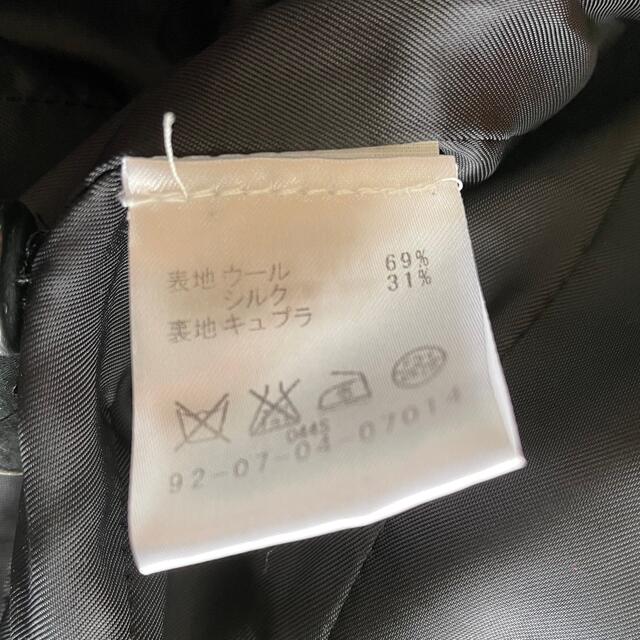 表地 ウール 69%
シルク 31%
裏地 キュプラ
0445
92-07-04-07014